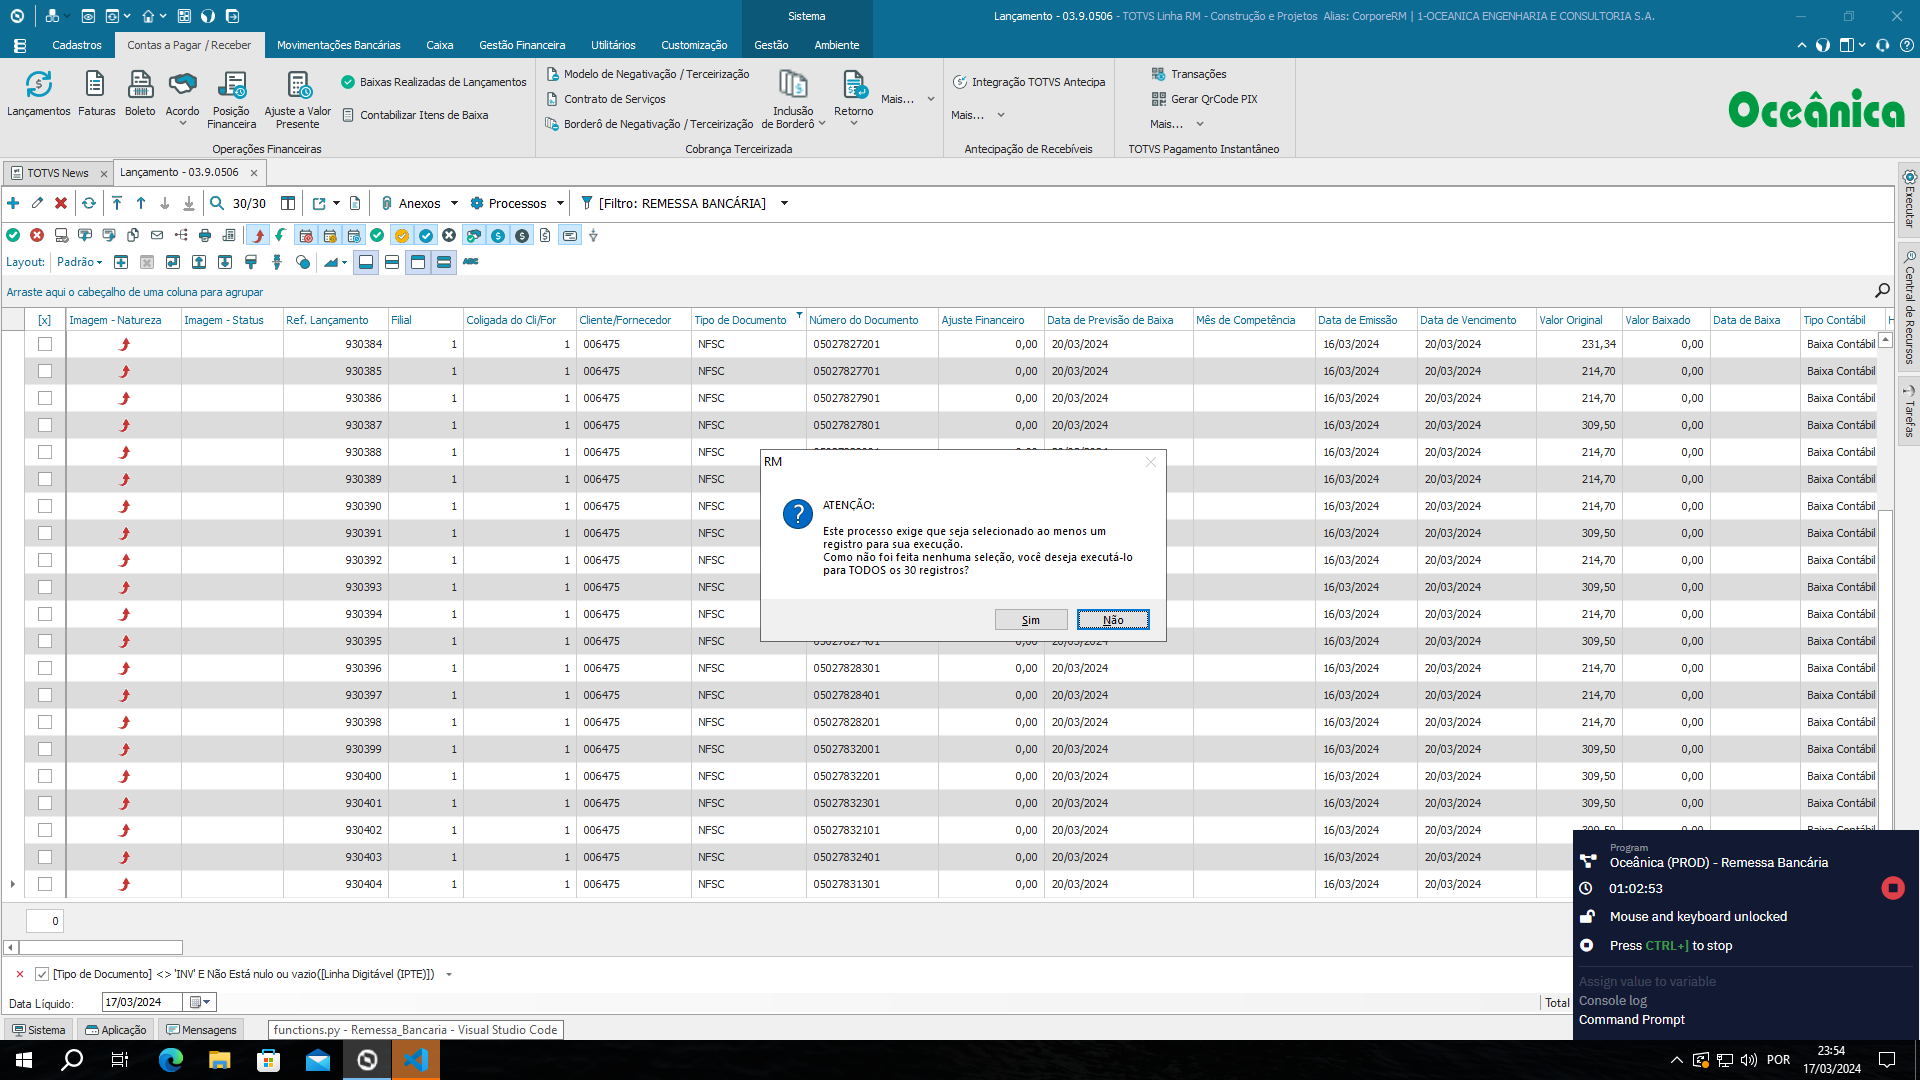 Sistema
Lançamento - 03.9.0506 - TOTVS Linha RM - Construção e Projetos  Alias: CorporeRM | 1-OCEANICA ENGENHARIA E CONSULTORIA S.A.
Cadastros Contas a Pagar / Receber Movimentações Bancárias Caixa Gestão Financeira Utilitários Customização Gestão Ambiente
Lançamentos Faturas Boleto Acordo Posição Financeira Ajuste a Valor Presente
Baixas Realizadas de Lançamentos
Contabilizar Itens de Baixa
Operações Financeiras
Modelo de Negativação / Terceirização
Contrato de Serviços
Borderô de Negativação / Terceirização
Inclusão de Borderô Retorno Mais...
Cobrança Terceirizada
Integração TOTVS Antecipa
Mais...
Antecipação de Recebíveis
Transações
Gerar QrCode PIX
Mais...
TOTVS Pagamento Instantâneo
Oceânica
TOTVS News Lançamento - 03.9.0506
30/30 Anexos Processos [Filtro: REMESSA BANCÁRIA]
Layout: Padrão ABC
Arraste aqui o cabeçalho de uma coluna para agrupar
Executar
Central de Recursos
Tarefas
[x] Imagem - Natureza Imagem - Status Ref. Lançamento Filial Coligada do Cli/For Cliente/Fornecedor Tipo de Documento Número do Documento Ajuste Financeiro Data de Previsão de Baixa Mês de Competência Data de Emissão Data de Vencimento Valor Original Valor Baixado Data de Baixa Tipo Contábil H
930384 1 1 006475 NFSC 05027827201 0,00 20/03/2024 16/03/2024 20/03/2024 231,34 0,00 Baixa Contábil
930385 1 1 006475 NFSC 05027827701 0,00 20/03/2024 16/03/2024 20/03/2024 214,70 0,00 Baixa Contábil
930386 1 1 006475 NFSC 05027827901 0,00 20/03/2024 16/03/2024 20/03/2024 214,70 0,00 Baixa Contábil
930387 1 1 006475 NFSC 05027827801 0,00 20/03/2024 16/03/2024 20/03/2024 309,50 0,00 Baixa Contábil
930388 1 1 006475 NFSC 16/03/2024 20/03/2024 214,70 0,00 Baixa Contábil
930389 1 1 006475 NFSC 16/03/2024 20/03/2024 214,70 0,00 Baixa Contábil
930390 1 1 006475 NFSC 16/03/2024 20/03/2024 214,70 0,00 Baixa Contábil
930391 1 1 006475 NFSC 16/03/2024 20/03/2024 309,50 0,00 Baixa Contábil
930392 1 1 006475 NFSC 16/03/2024 20/03/2024 214,70 0,00 Baixa Contábil
930393 1 1 006475 NFSC 16/03/2024 20/03/2024 309,50 0,00 Baixa Contábil
930394 1 1 006475 NFSC 16/03/2024 20/03/2024 214,70 0,00 Baixa Contábil
930395 1 1 006475 NFSC 16/03/2024 20/03/2024 309,50 0,00 Baixa Contábil
930396 1 1 006475 NFSC 05027828301 0,00 20/03/2024 16/03/2024 20/03/2024 214,70 0,00 Baixa Contábil
930397 1 1 006475 NFSC 05027828401 0,00 20/03/2024 16/03/2024 20/03/2024 214,70 0,00 Baixa Contábil
930398 1 1 006475 NFSC 05027828201 0,00 20/03/2024 16/03/2024 20/03/2024 214,70 0,00 Baixa Contábil
930399 1 1 006475 NFSC 05027832001 0,00 20/03/2024 16/03/2024 20/03/2024 309,50 0,00 Baixa Contábil
930400 1 1 006475 NFSC 05027832201 0,00 20/03/2024 16/03/2024 20/03/2024 309,50 0,00 Baixa Contábil
930401 1 1 006475 NFSC 05027832301 0,00 20/03/2024 16/03/2024 20/03/2024 309,50 0,00 Baixa Contábil
930402 1 1 006475 NFSC 05027832101 0,00 20/03/2024 16/03/2024 20/03/2024
930403 1 1 006475 NFSC 05027832401 0,00 20/03/2024 16/03/2024 20/03/2024
930404 1 1 006475 NFSC 05027831301 0,00 20/03/2024 16/03/2024 20/03/2024
RM
ATENÇÃO:
Este processo exige que seja selecionado ao menos um
registro para sua execução.
Como não foi feita nenhuma seleção, você deseja executá-lo
para TODOS os 30 registros?
Sim Não
0
[Tipo de Documento] <> 'INV' E Não Está nulo ou vazio([Linha Digitável (IPTE)])
Data Líquido: 17/03/2024 Total
Sistema Aplicação Mensagens functions.py - Remessa_Bancaria - Visual Studio Code
Program
Oceânica (PROD) - Remessa Bancária
01:02:53
Mouse and keyboard unlocked
Press CTRL+] to stop
Assign value to variable
Console log
Command Prompt
POR
23:54
17/03/2024